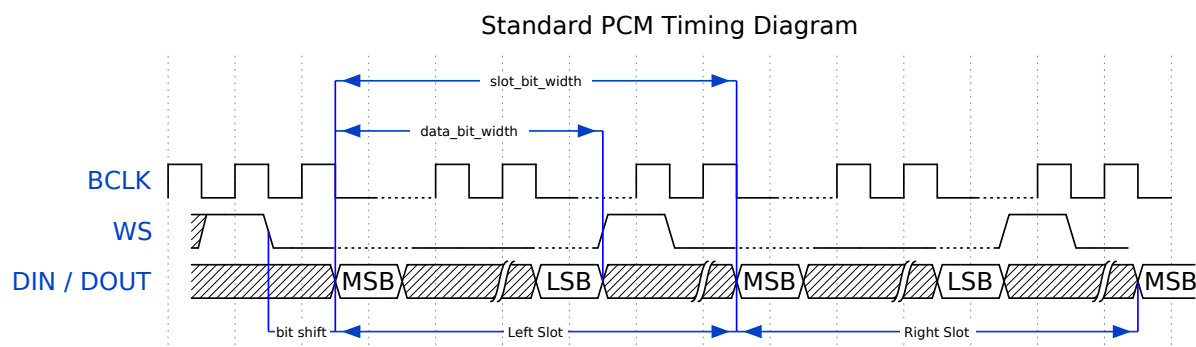 Standard PCM Timing Diagram
slot_bit_width
data_bit_width
BCLK
WS
DIN / DOUT
MSB
LSB
MSB
LSB
MSB
bit shift
Left Slot
Right Slot